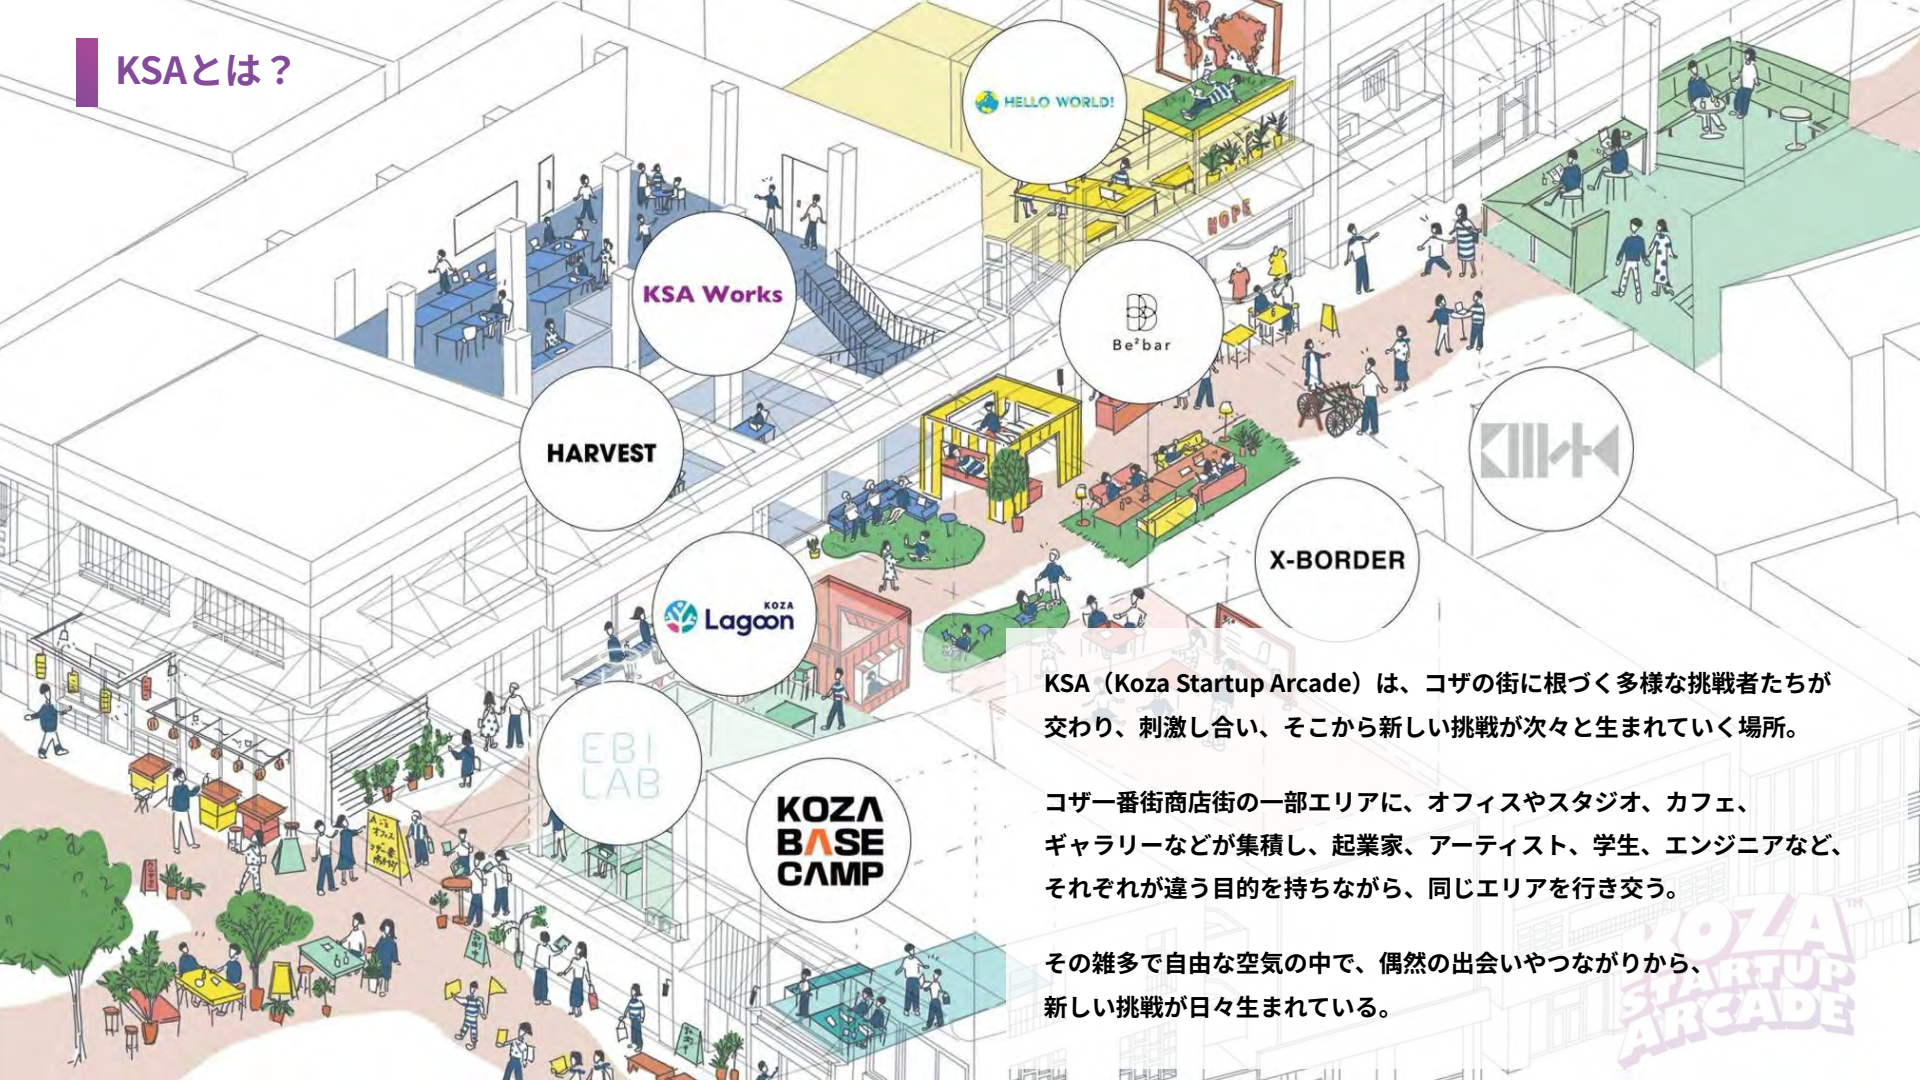 KSAとは？
HELLO WORLD!
HOPE
KSA Works
Be²bar
HARVEST
X-BORDER
KOZA
Lagoon
EBI
LAB
KOZA
BASE
CAMP
KSA（Koza Startup Arcade）は、コザの街に根づく多様な挑戦者たちが
交わり、刺激し合い、そこから新しい挑戦が次々と生まれていく場所。
コザ一番街商店街の一部エリアに、オフィスやスタジオ、カフェ、
ギャラリーなどが集積し、起業家、アーティスト、学生、エンジニアなど、
それぞれが違う目的を持ちながら、同じエリアを行き交う。
その雑多で自由な空気の中で、偶然の出会いやつながりから、
新しい挑戦が日々生まれている。
KOZA
STARTUP
ARCADE
TM